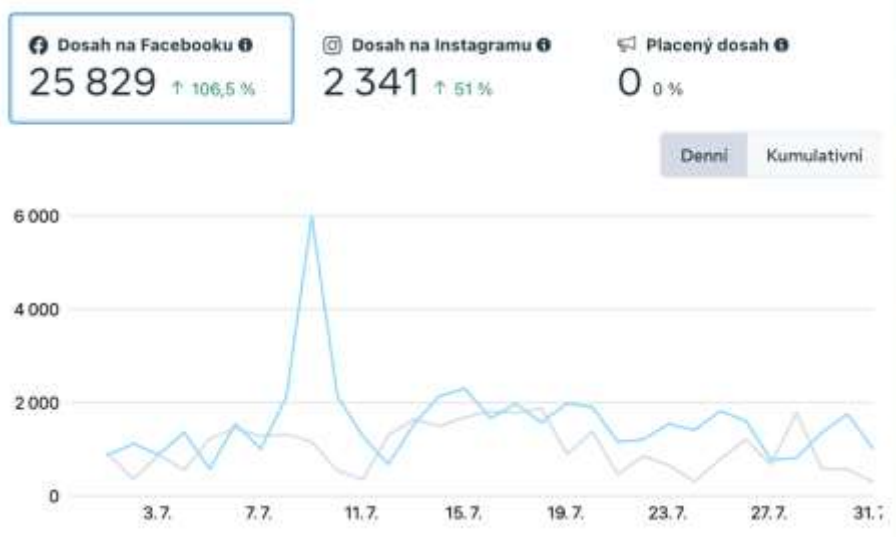 Dosah na Facebooku
25 829 ↑ 106,5 %
Dosah na Instagramu
2 341 ↑ 51 %
Placený dosah
0 0 %
Denní Kumulativní
6 000
4 000
2 000
0
3. 7. 7. 7. 11. 7. 15. 7. 19. 7. 23. 7. 27. 7. 31.